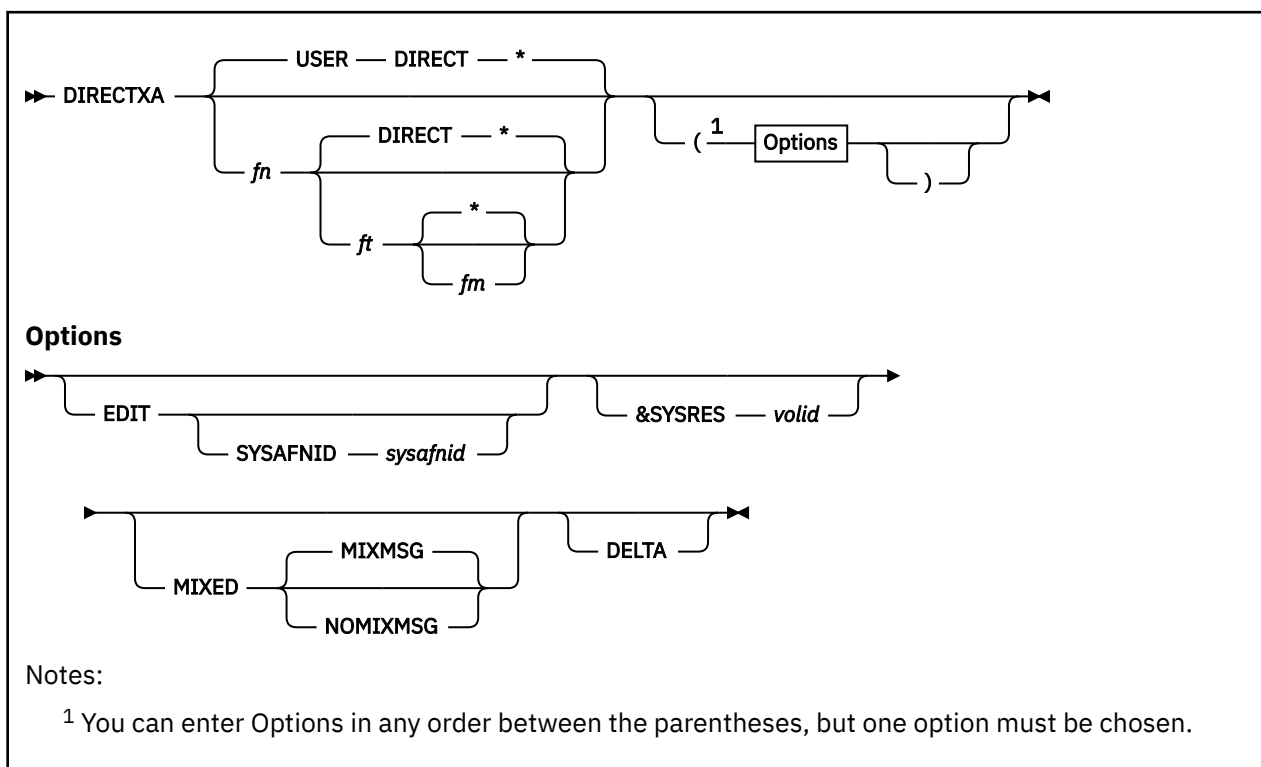 USER DIRECT *
DIRECTXA
DIRECT *
( 1 Options
fn
)
*
ft
fm
Options
EDIT &SYSRES volid
SYSAFNID sysafnid
MIXMSG DELTA
MIXED
NOMIXMSG
Notes:
1 You can enter Options in any order between the parentheses, but one option must be chosen.